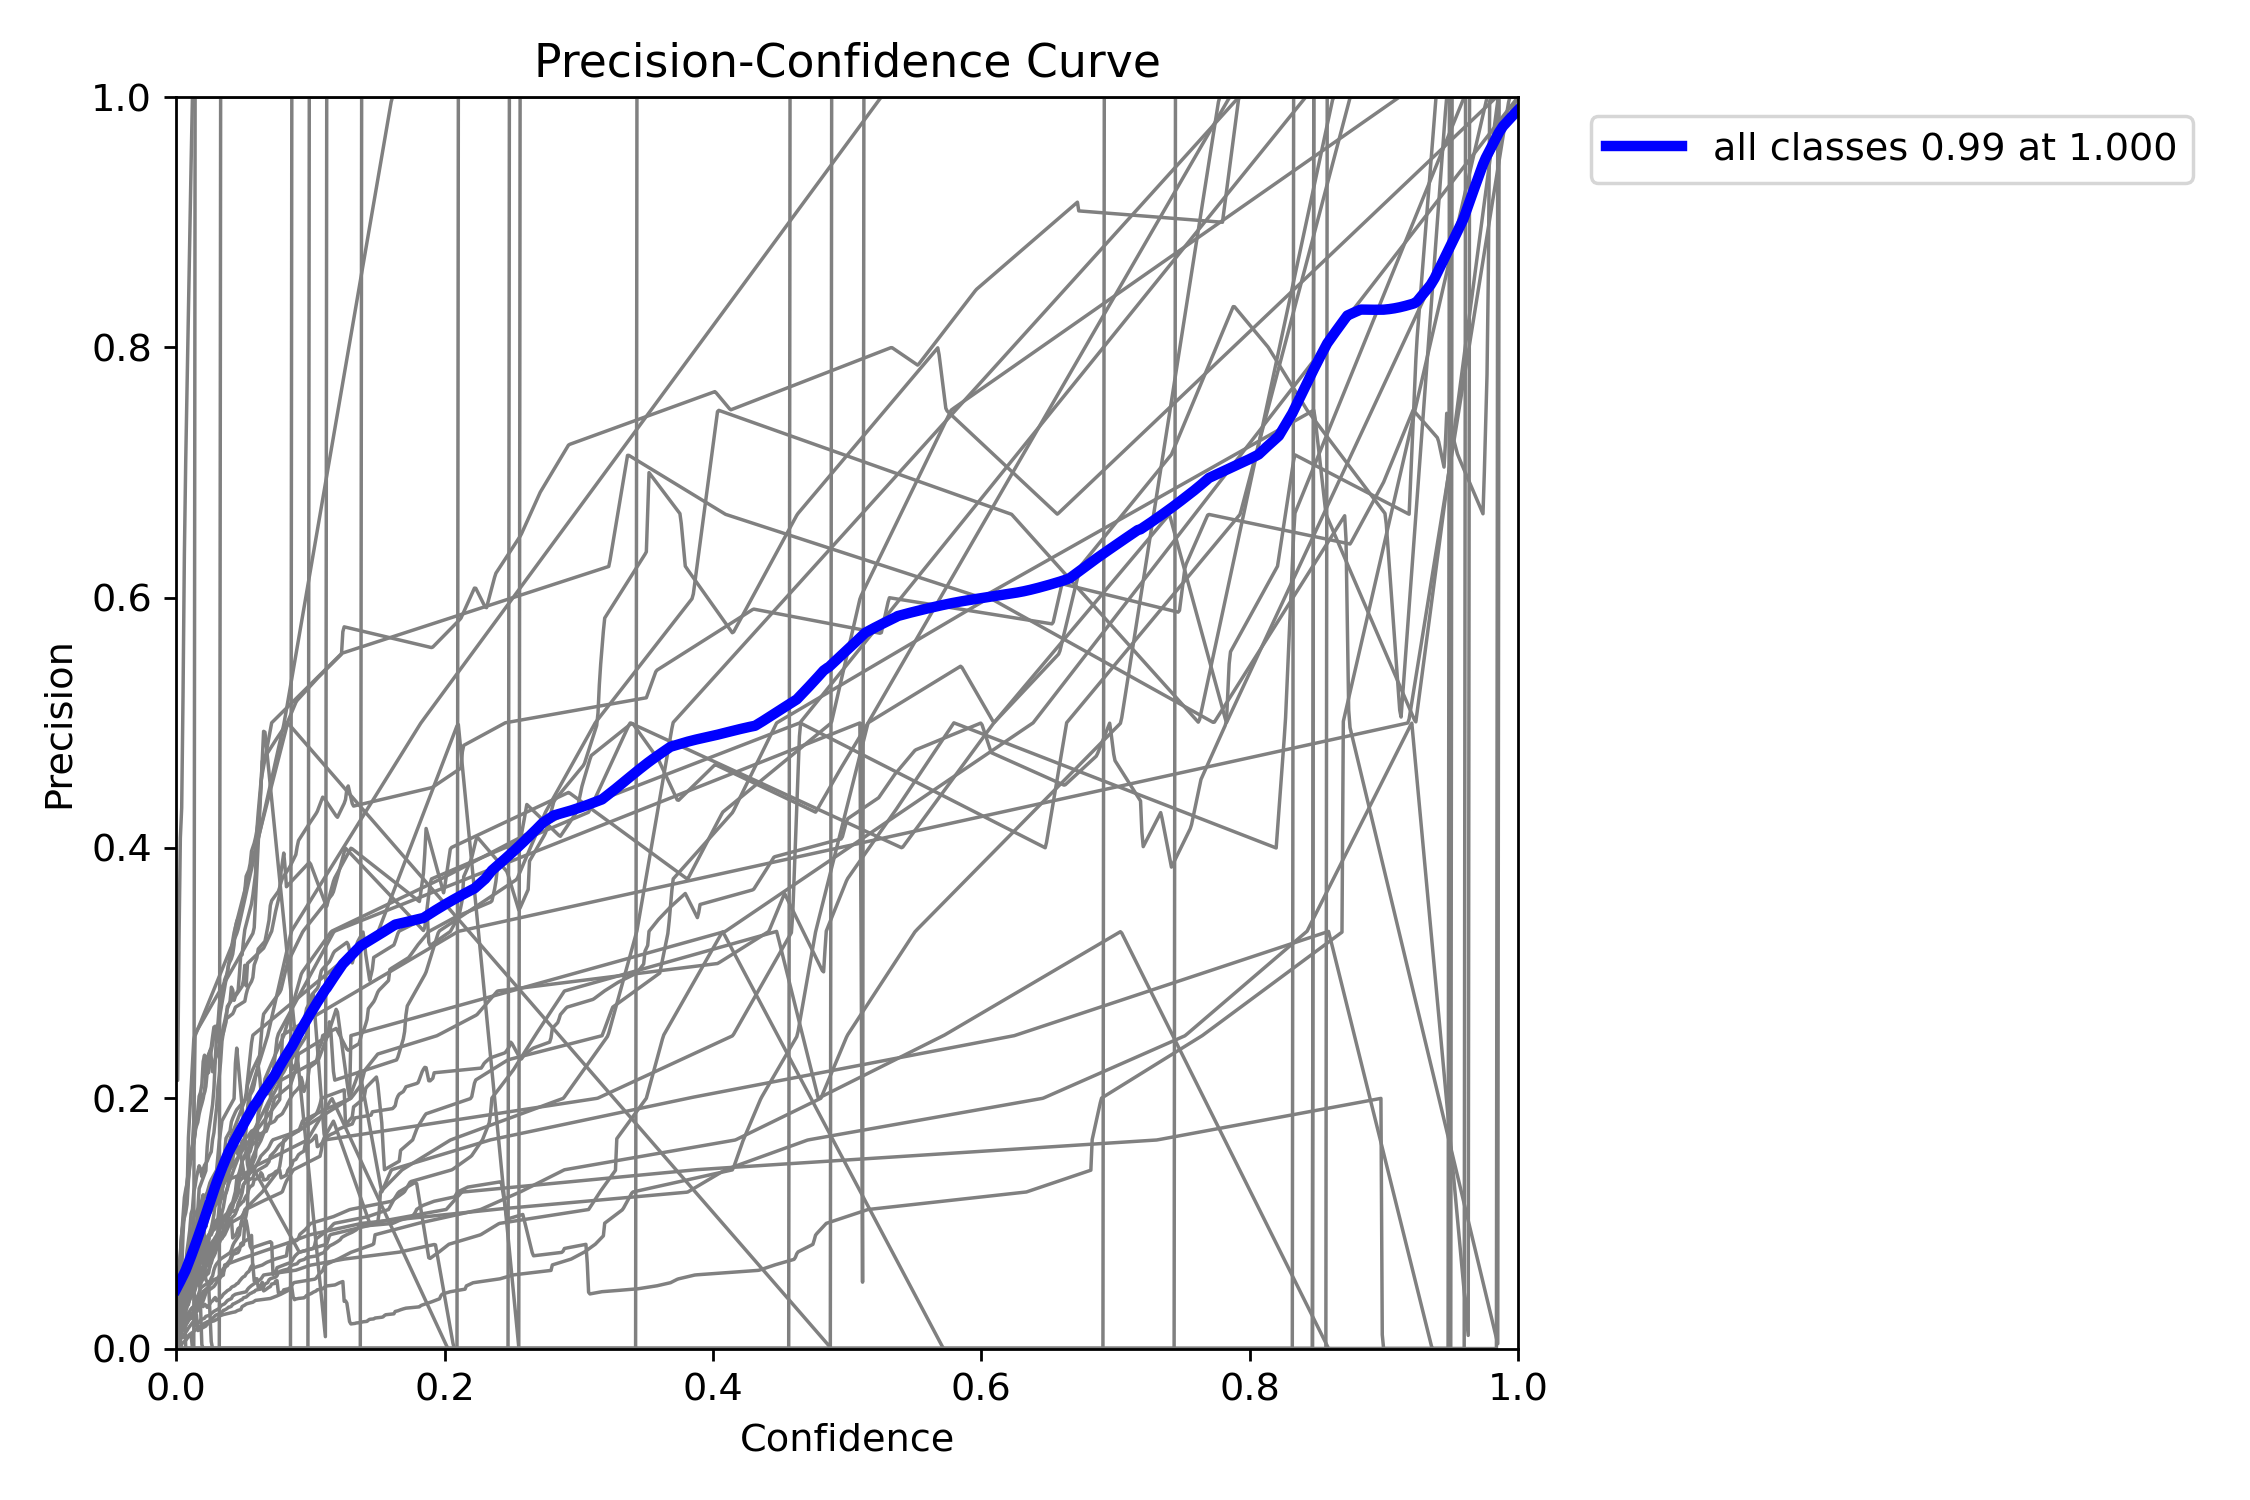 Precision-Confidence Curve
all classes 0.99 at 1.000
Precision
1.0
0.8
0.6
0.4
0.2
0.0
0.0 0.2 0.4 0.6 0.8 1.0
Confidence